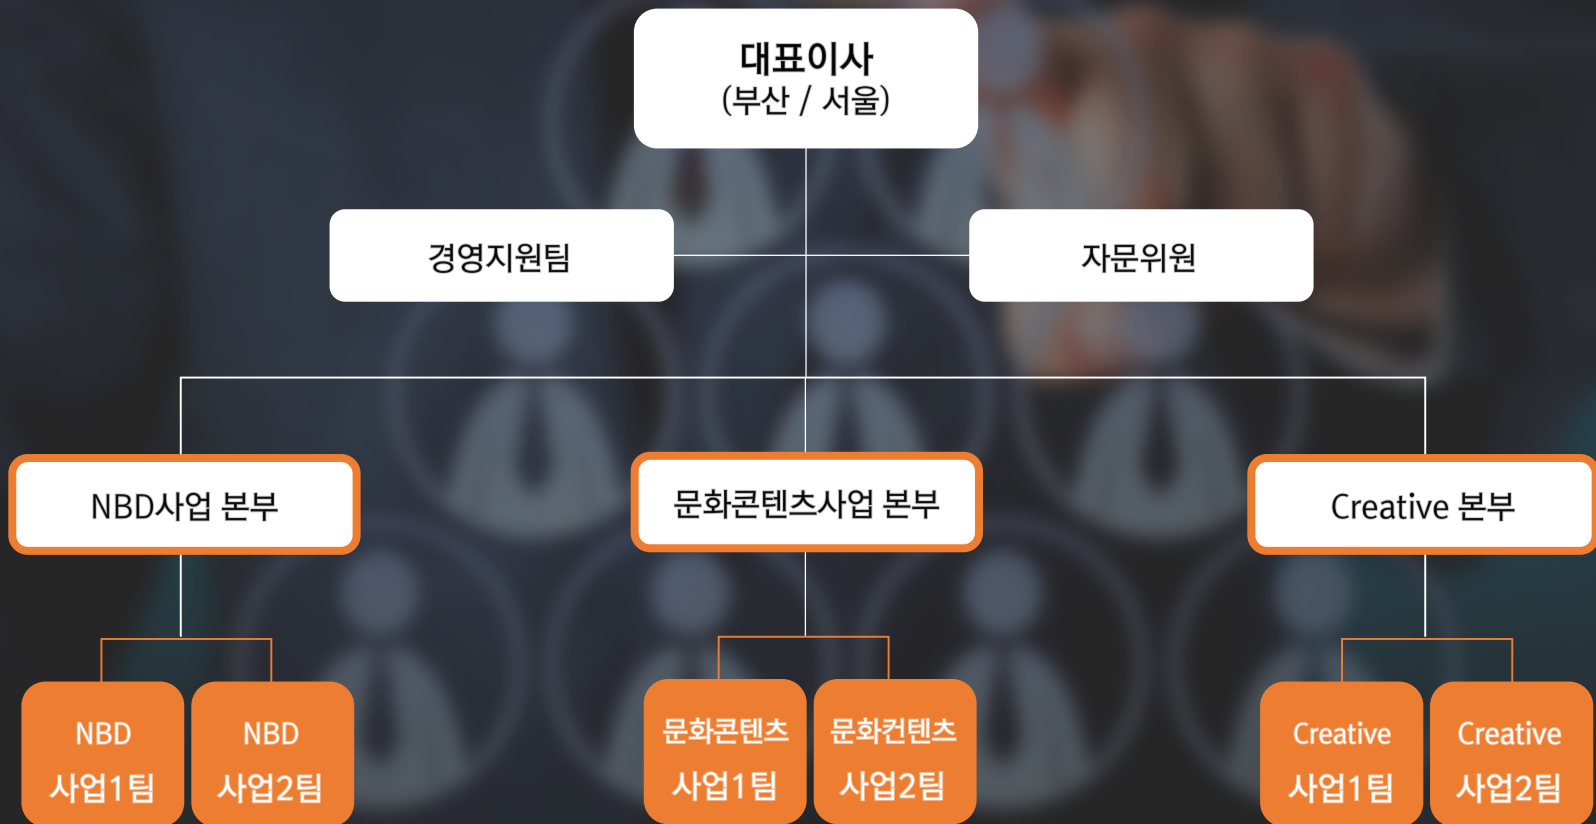 대표이사
(부산 / 서울)
경영지원팀
자문위원
NBD사업 본부
문화콘텐츠사업 본부
Creative 본부
NBD
사업1팀
NBD
사업2팀
문화콘텐츠
사업1팀
문화컨텐츠
사업2팀
Creative
사업1팀
Creative
사업2팀